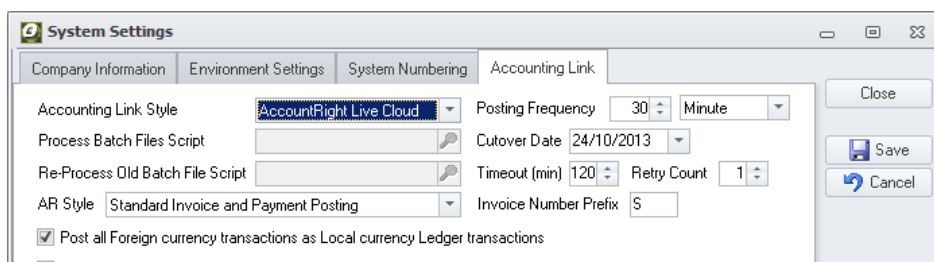 System Settings
Company Information Environment Settings System Numbering Accounting Link
Close
Accounting Link Style AccountRight Live Cloud Posting Frequency 30 Minute
Process Batch Files Script Cutover Date 24/10/2013
Save
Re-Process Old Batch File Script Timeout (min) 120 Retry Count 1
Cancel
AR Style Standard Invoice and Payment Posting Invoice Number Prefix S
Post all Foreign currency transactions as Local currency Ledger transactions